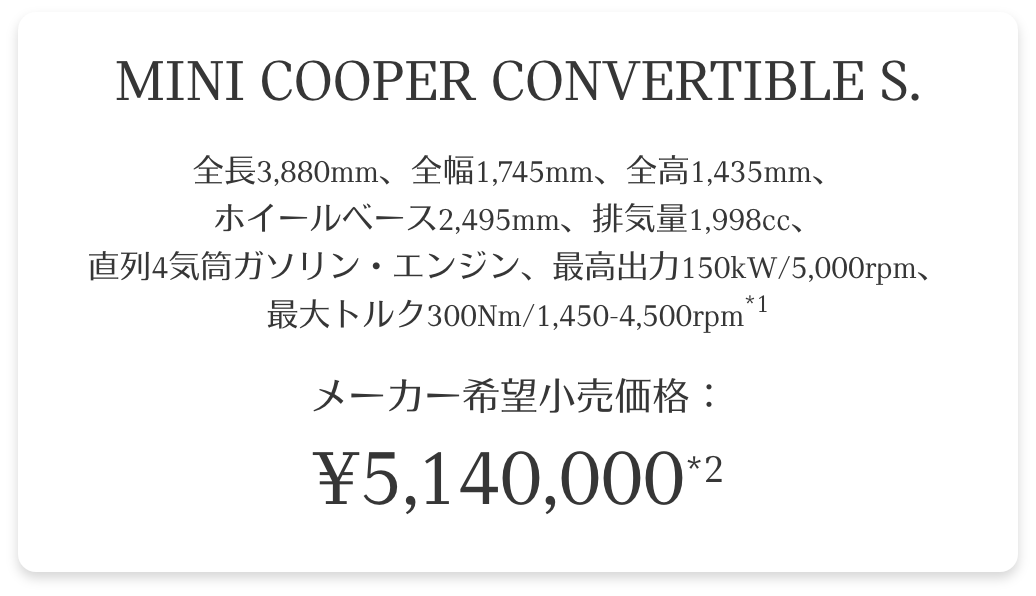 MINI COOPER CONVERTIBLE S.
全長3,880mm、全幅1,745mm、全高1,435mm、
ホイールベース2,495mm、排気量1,998cc、
直列4気筒ガソリン・エンジン、最高出力150kW/5,000rpm、
最大トルク300Nm/1,450-4,500rpm*1
メーカー希望小売価格：
¥5,140,000*2